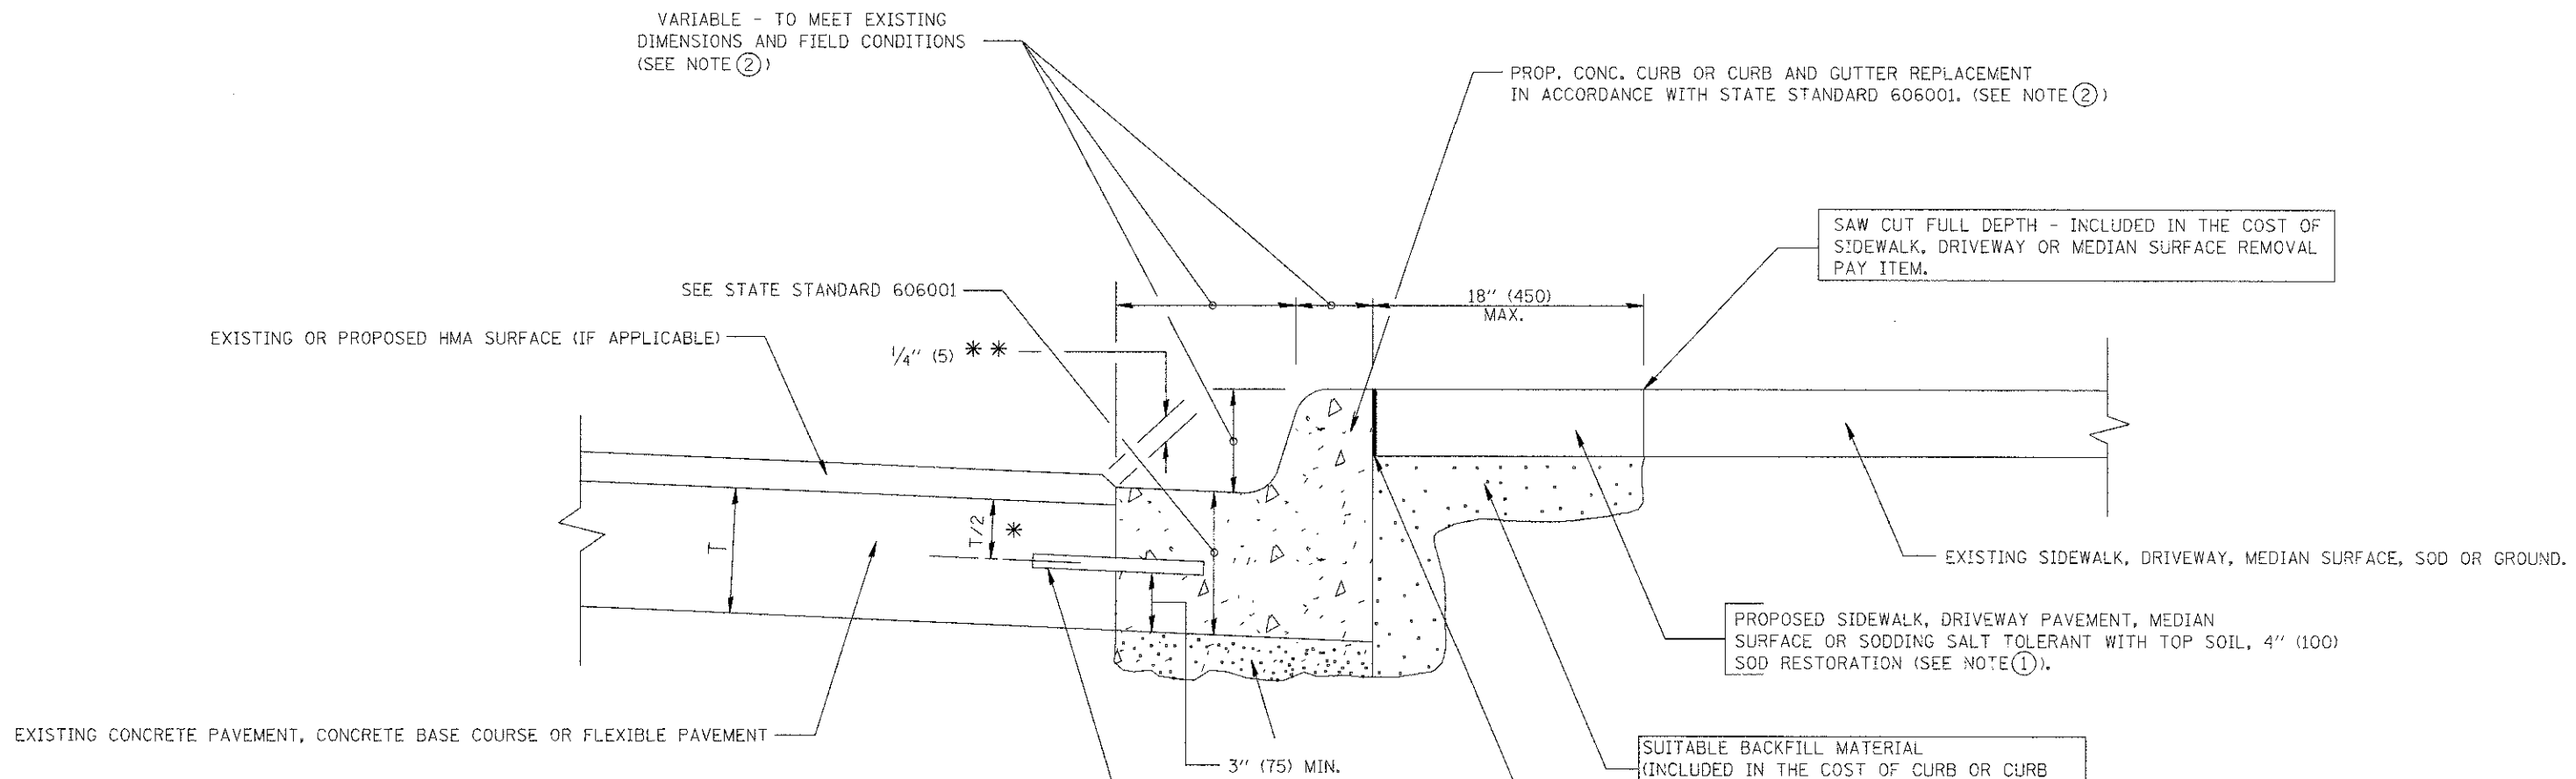 VARIABLE - TO MEET EXISTING
DIMENSIONS AND FIELD CONDITIONS
(SEE NOTE ②)
PROP. CONC. CURB OR CURB AND GUTTER REPLACEMENT
IN ACCORDANCE WITH STATE STANDARD 606001. (SEE NOTE ②)
SAW CUT FULL DEPTH - INCLUDED IN THE COST OF
SIDEWALK, DRIVEWAY OR MEDIAN SURFACE REMOVAL
PAY ITEM.
SEE STATE STANDARD 606001
18" (450)
MAX.
EXISTING OR PROPOSED HMA SURFACE (IF APPLICABLE)
1/4" (5) * *
T
T/2 *
EXISTING SIDEWALK, DRIVEWAY, MEDIAN SURFACE, SOD OR GROUND.
PROPOSED SIDEWALK, DRIVEWAY PAVEMENT, MEDIAN
SURFACE OR SODDING SALT TOLERANT WITH TOP SOIL, 4" (100)
SOD RESTORATION (SEE NOTE ①).
EXISTING CONCRETE PAVEMENT, CONCRETE BASE COURSE OR FLEXIBLE PAVEMENT
3" (75) MIN.
SUITABLE BACKFILL MATERIAL
(INCLUDED IN THE COST OF CURB OR CURB